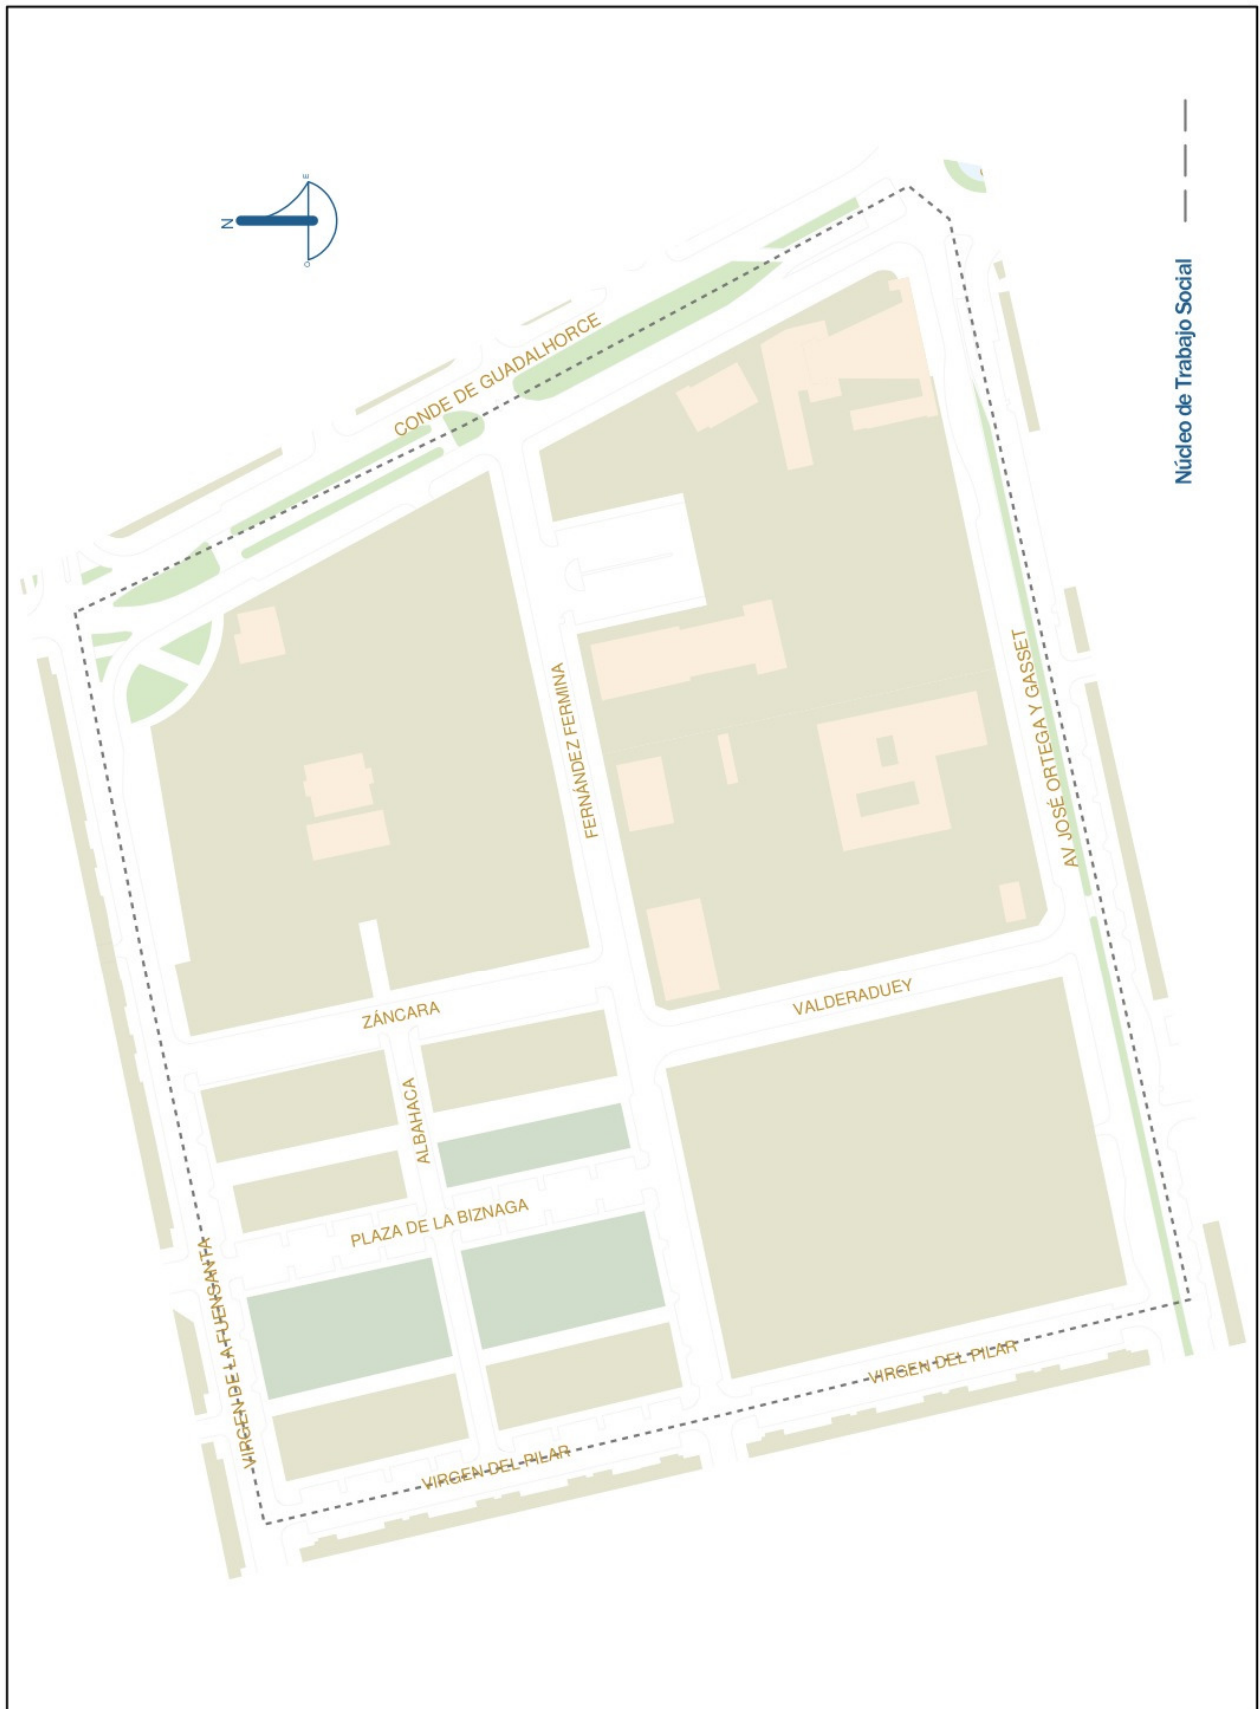 N
E
O
CONDE DE GUADALHORCE
Núcleo de Trabajo Social
FERNÁNDEZ FERMINA
AV JOSÉ ORTEGA Y GASSET
ZÁNCARA
VALDERADUEY
ALBAHACA
PLAZA DE LA BIZNAGA
VIRGEN DE LA FUENSANTA
VIRGEN DEL PILAR
VIRGEN DEL PILAR